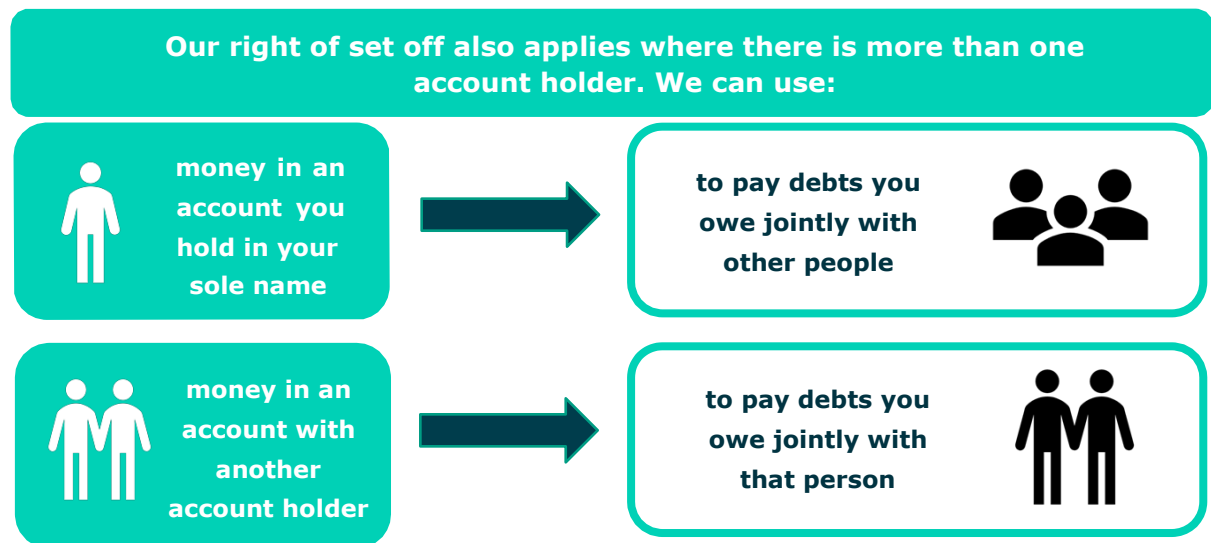 Our right of set off also applies where there is more than one
account holder. We can use:
money in an
account you
hold in your
sole name
to pay debts you
owe jointly with
other people
money in an
account with
another
account holder
to pay debts you
owe jointly with
that person